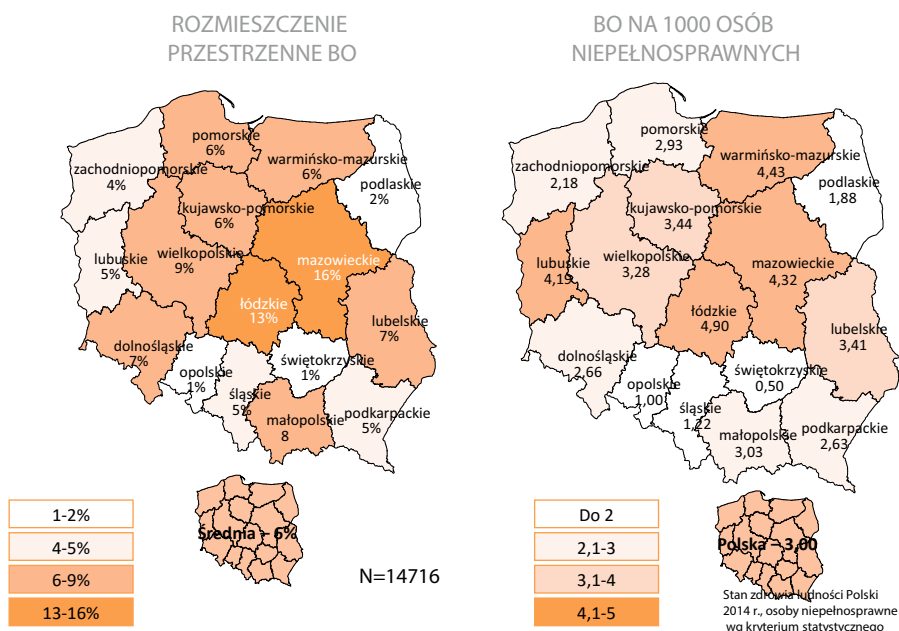 ROZMIESZCZENIE
PRZESTRZENNE BO
pomorskie
6%
warmińsko-mazurskie
6%
zachodniopomorskie
4%
podlaskie
2%
kujawsko-pomorskie
6%
lubuskie
5%
wielkopolskie
9%
mazowieckie
16%
łódzkie
13%
lubelskie
7%
dolnośląskie
7%
opolskie
1%
świętokrzyskie
1%
śląskie
5%
małopolskie
8
podkarpackie
5%
1-2%
4-5%
6-9%
13-16%
Średnia - 6%
N=14716
BO NA 1000 OSÓB
NIEPEŁNOSPRAWNYCH
pomorskie
2,93
warmińsko-mazurskie
4,43
zachodniopomorskie
2,18
podlaskie
1,88
kujawsko-pomorskie
3,44
lubuskie
4,19
wielkopolskie
3,28
mazowieckie
4,32
łódzkie
4,90
lubelskie
3,41
dolnośląskie
2,66
opolskie
1,00
świętokrzyskie
0,50
śląskie
1,22
małopolskie
3,03
podkarpackie
2,63
Do 2
2,1-3
3,1-4
4,1-5
Polska – 3,00
Stan zdrowia ludności Polski
2014 r., osoby niepełnosprawne
wg kryterium statystycznego